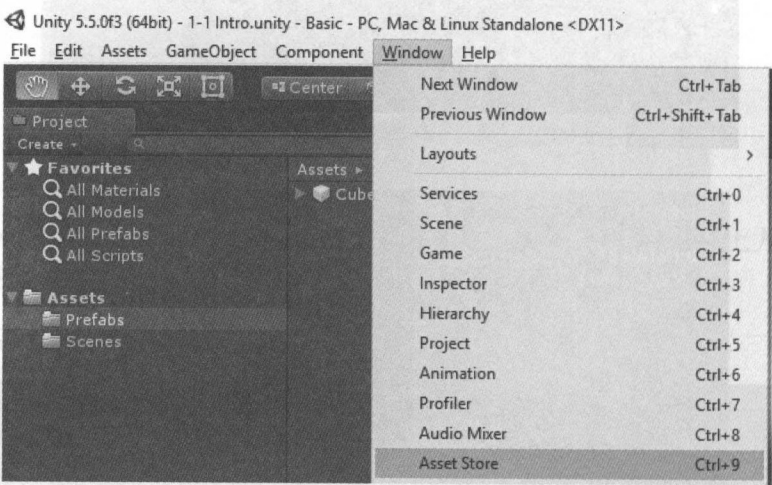 Unity 5.5.0f3 (64bit) - 1-1 Intro.unity - Basic - PC, Mac & Linux Standalone <DX11>
File Edit Assets GameObject Component Window Help
Center
Project
Create
Favorites
All Materials
All Models
All Prefabs
All Scripts
Assets
Prefabs
Scenes
Assets
Cube
Next Window Ctrl+Tab
Previous Window Ctrl+Shift+Tab
Layouts >
Services Ctrl+0
Scene Ctrl+1
Game Ctrl+2
Inspector Ctrl+3
Hierarchy Ctrl+4
Project Ctrl+5
Animation Ctrl+6
Profiler Ctrl+7
Audio Mixer Ctrl+8
Asset Store Ctrl+9